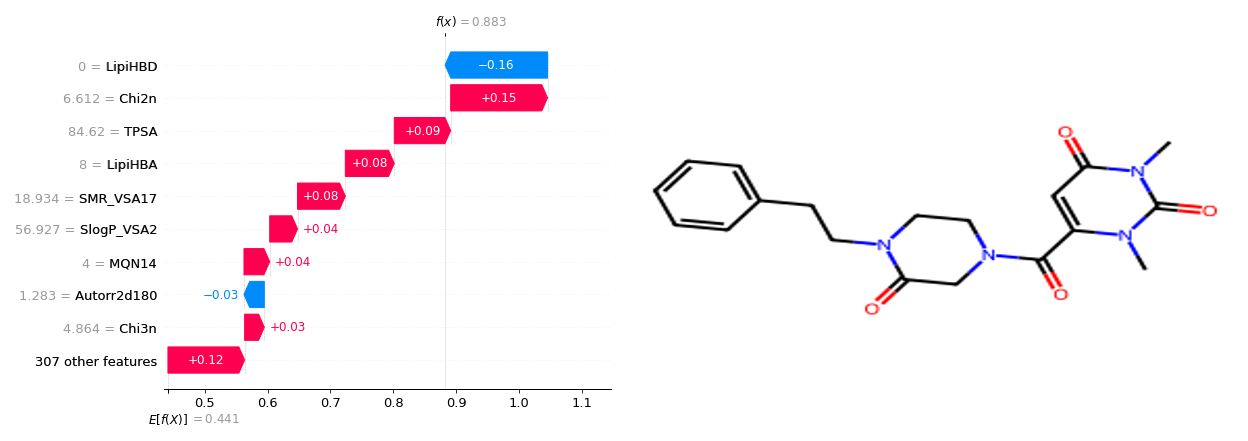 f(x) = 0.883
0 = LipiHBD
−0.16
6.612 = Chi2n
+0.15
84.62 = TPSA
+0.09
8 = LipiHBA
+0.08
18.934 = SMR_VSA17
+0.08
56.927 = SlogP_VSA2
+0.04
4 = MQN14
+0.04
1.283 = Autorr2d180
−0.03
4.864 = Chi3n
+0.03
307 other features
+0.12
0.5 0.6 0.7 0.8 0.9 1.0 1.1
E[f(X)] = 0.441
O
N
O
N
O
N
N
O